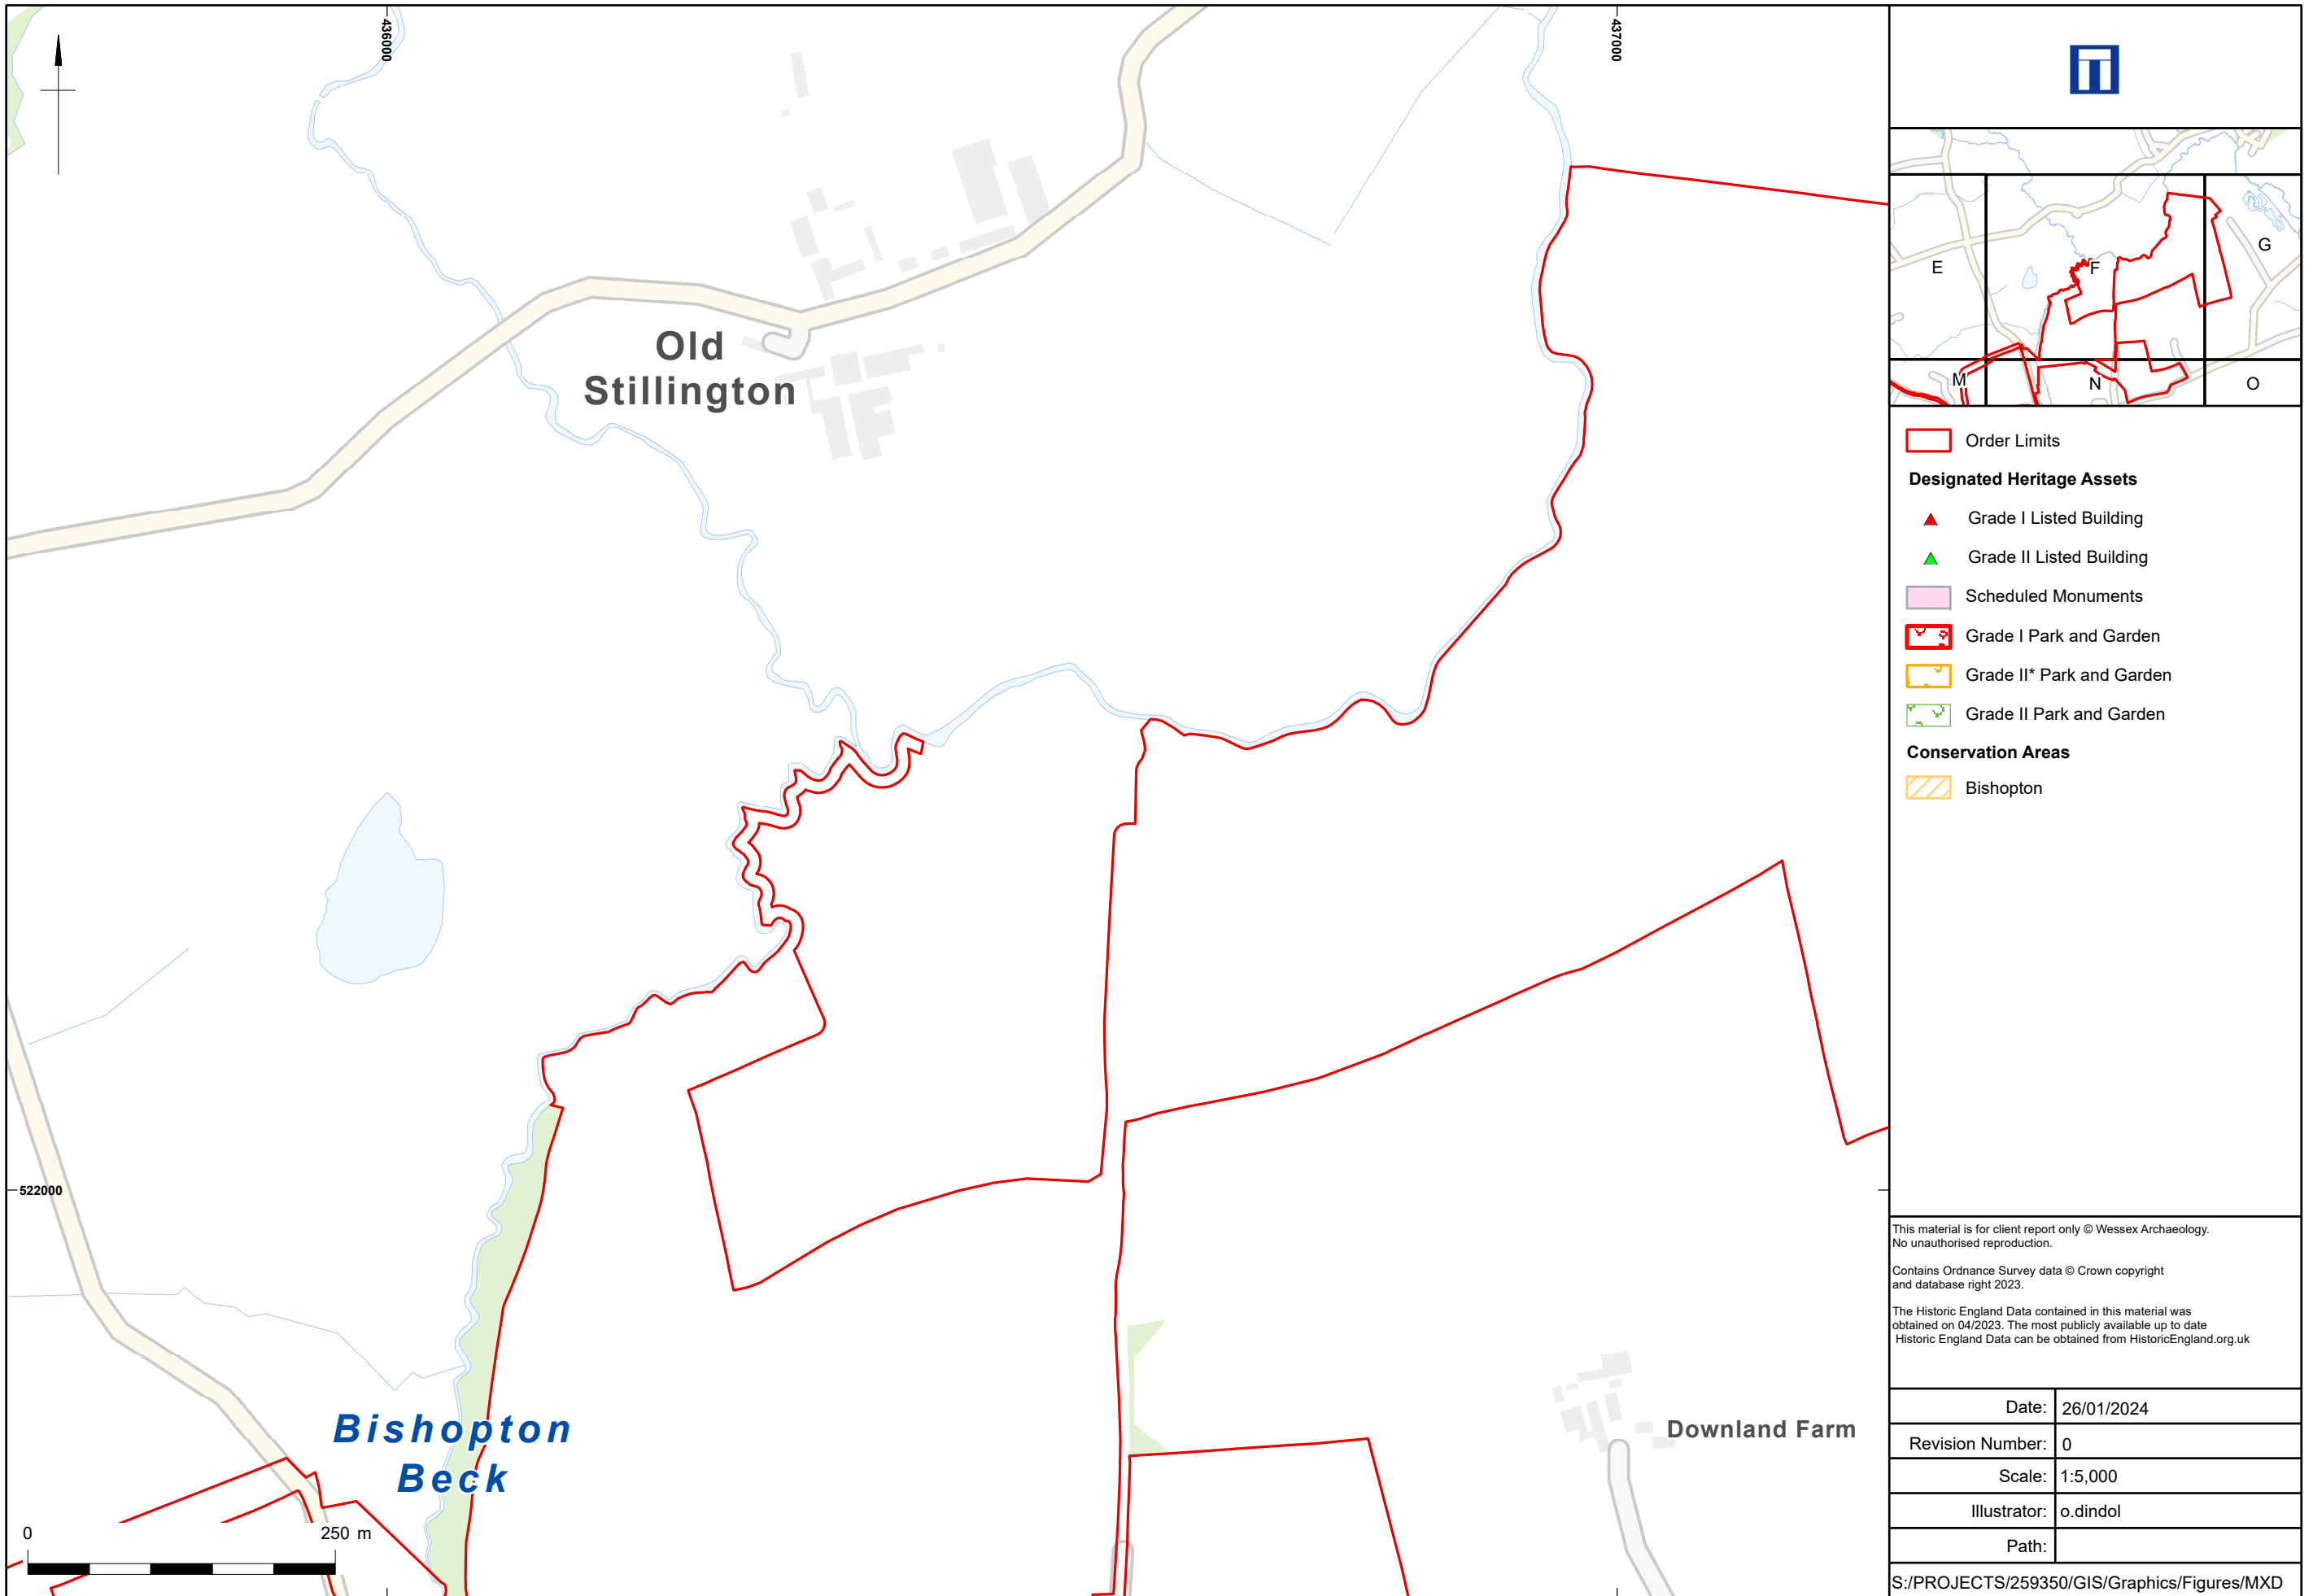 436000
437000
Old
Stillington
522000
Bishopton
Beck
Downland Farm
0
250 m
E
F
G
M
N
O
Order Limits
Designated Heritage Assets
Grade I Listed Building
Grade II Listed Building
Scheduled Monuments
Grade I Park and Garden
Grade II* Park and Garden
Grade II Park and Garden
Conservation Areas
Bishopton
This material is for client report only © Wessex Archaeology.
No unauthorised reproduction.
Contains Ordnance Survey data © Crown copyright
and database right 2023.
The Historic England Data contained in this material was
obtained on 04/2023. The most publicly available up to date
Historic England Data can be obtained from HistoricEngland.org.uk
Date: 26/01/2024
Revision Number: 0
Scale: 1:5,000
Illustrator: o.dindol
Path:
S:/PROJECTS/259350/GIS/Graphics/Figures/MXD